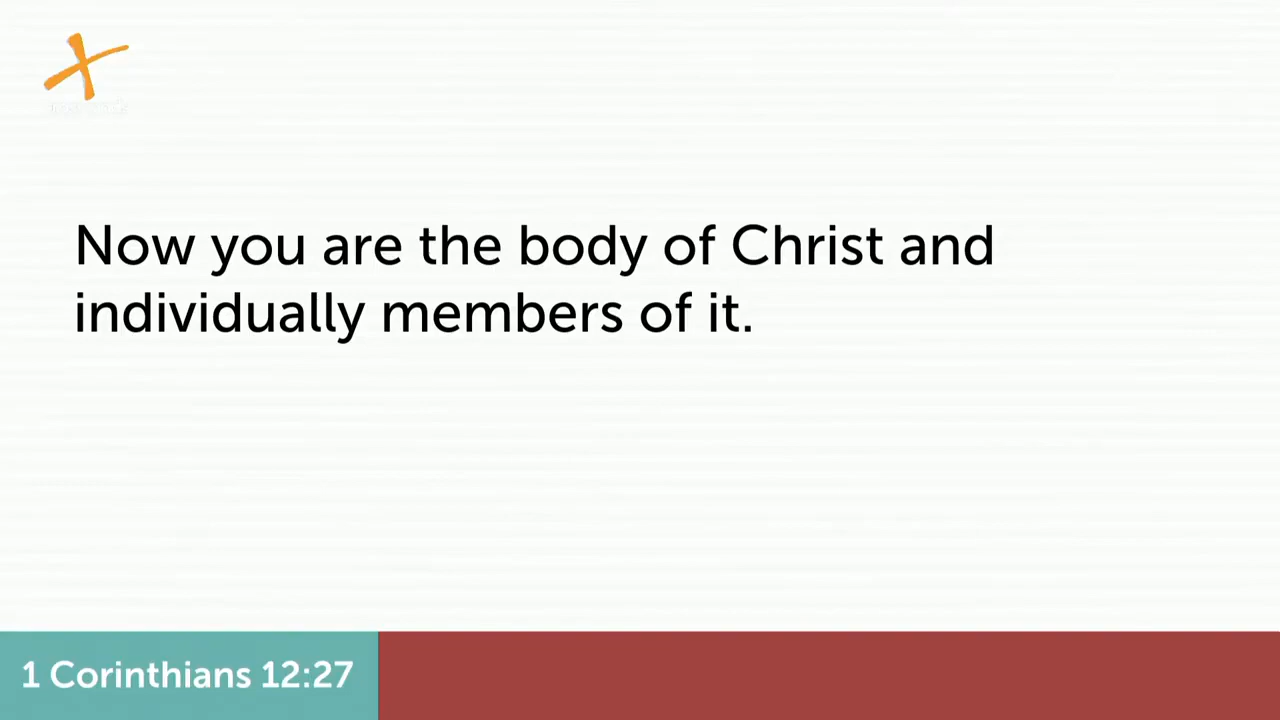 Now you are the body of Christ and
individually members of it.
1 Corinthians 12:27